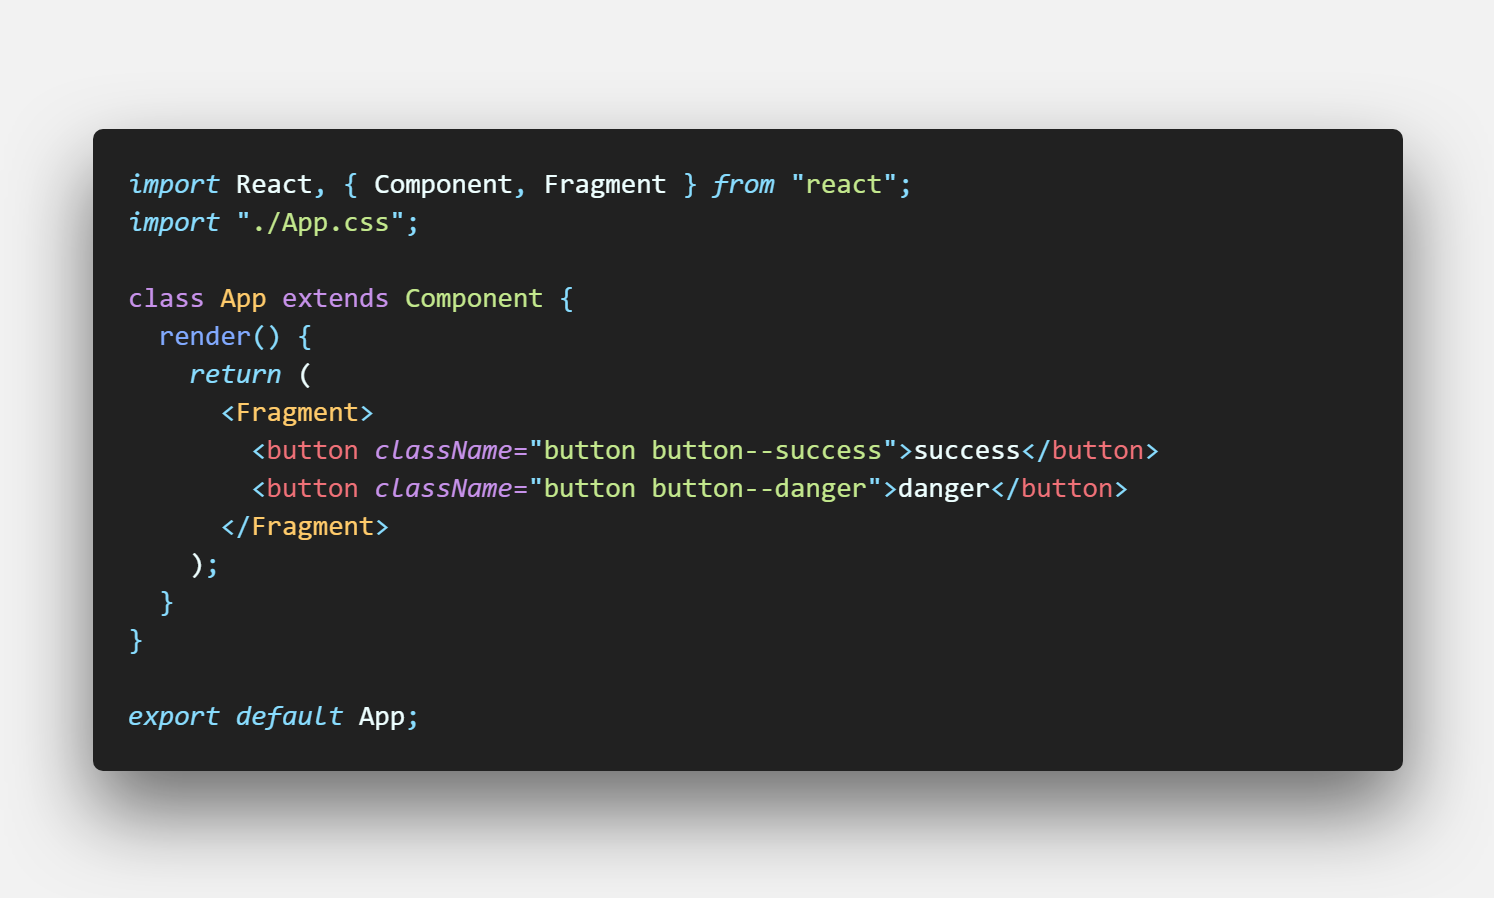 import React, { Component, Fragment } from "react";
import "./App.css";

class App extends Component {
  render() {
    return (
      <Fragment>
        <button className="button button--success">success</button>
        <button className="button button--danger">danger</button>
      </Fragment>
    );
  }
}

export default App;